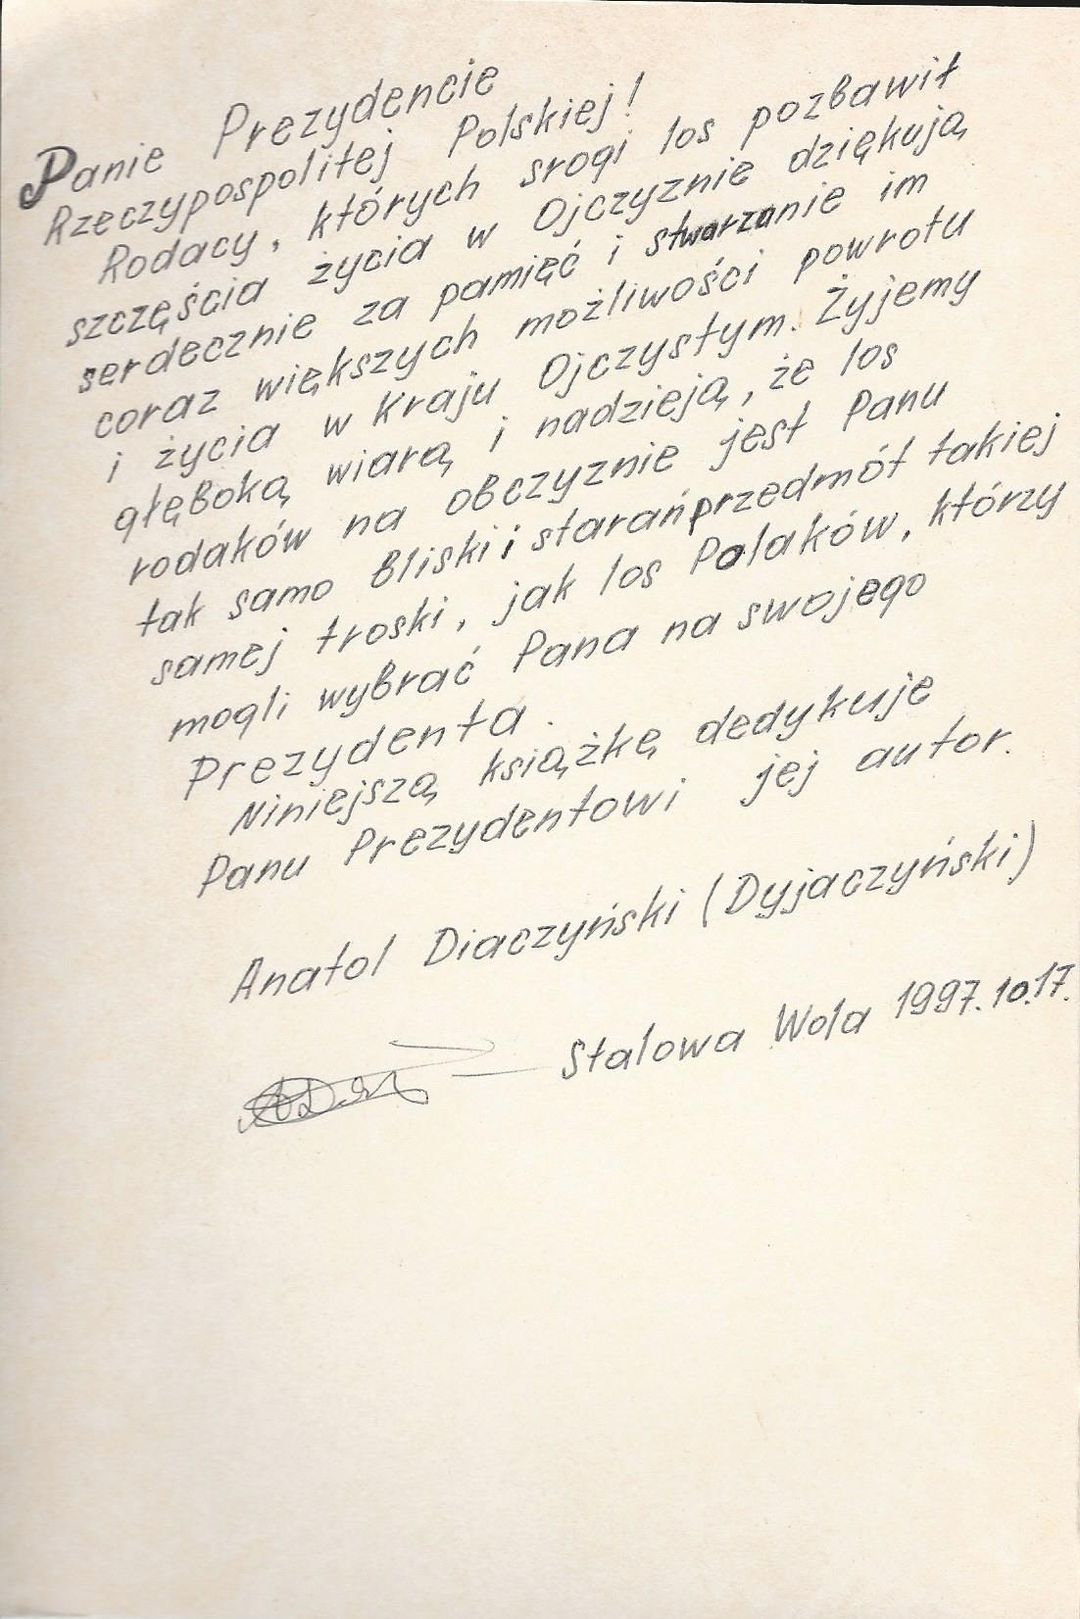 Panie Prezydencie
Rzeczypospolitej Polskiej!
Rodacy, których srogi los pozbawił
szczęścia życia w Ojczyznie dziękują
serdecznie za pamięć i stwarzanie im
coraz większych możliwości powrotu
i życia w Kraju Ojczystym. Żyjemy
głęboką wiarą i nadzieją, że los
rodaków na obczyznie jest Panu
tak samo bliski i starań przedmót takiej
samej troski, jak los Polaków, którzy
mogli wybrać Pana na swojego
Prezydenta.
Niniejszą książkę dedykuje
Panu Prezydentowi jej autor.
Anatol Diaczyński (Dyjaczyński)
Stalowa Wola 1997.10.17.